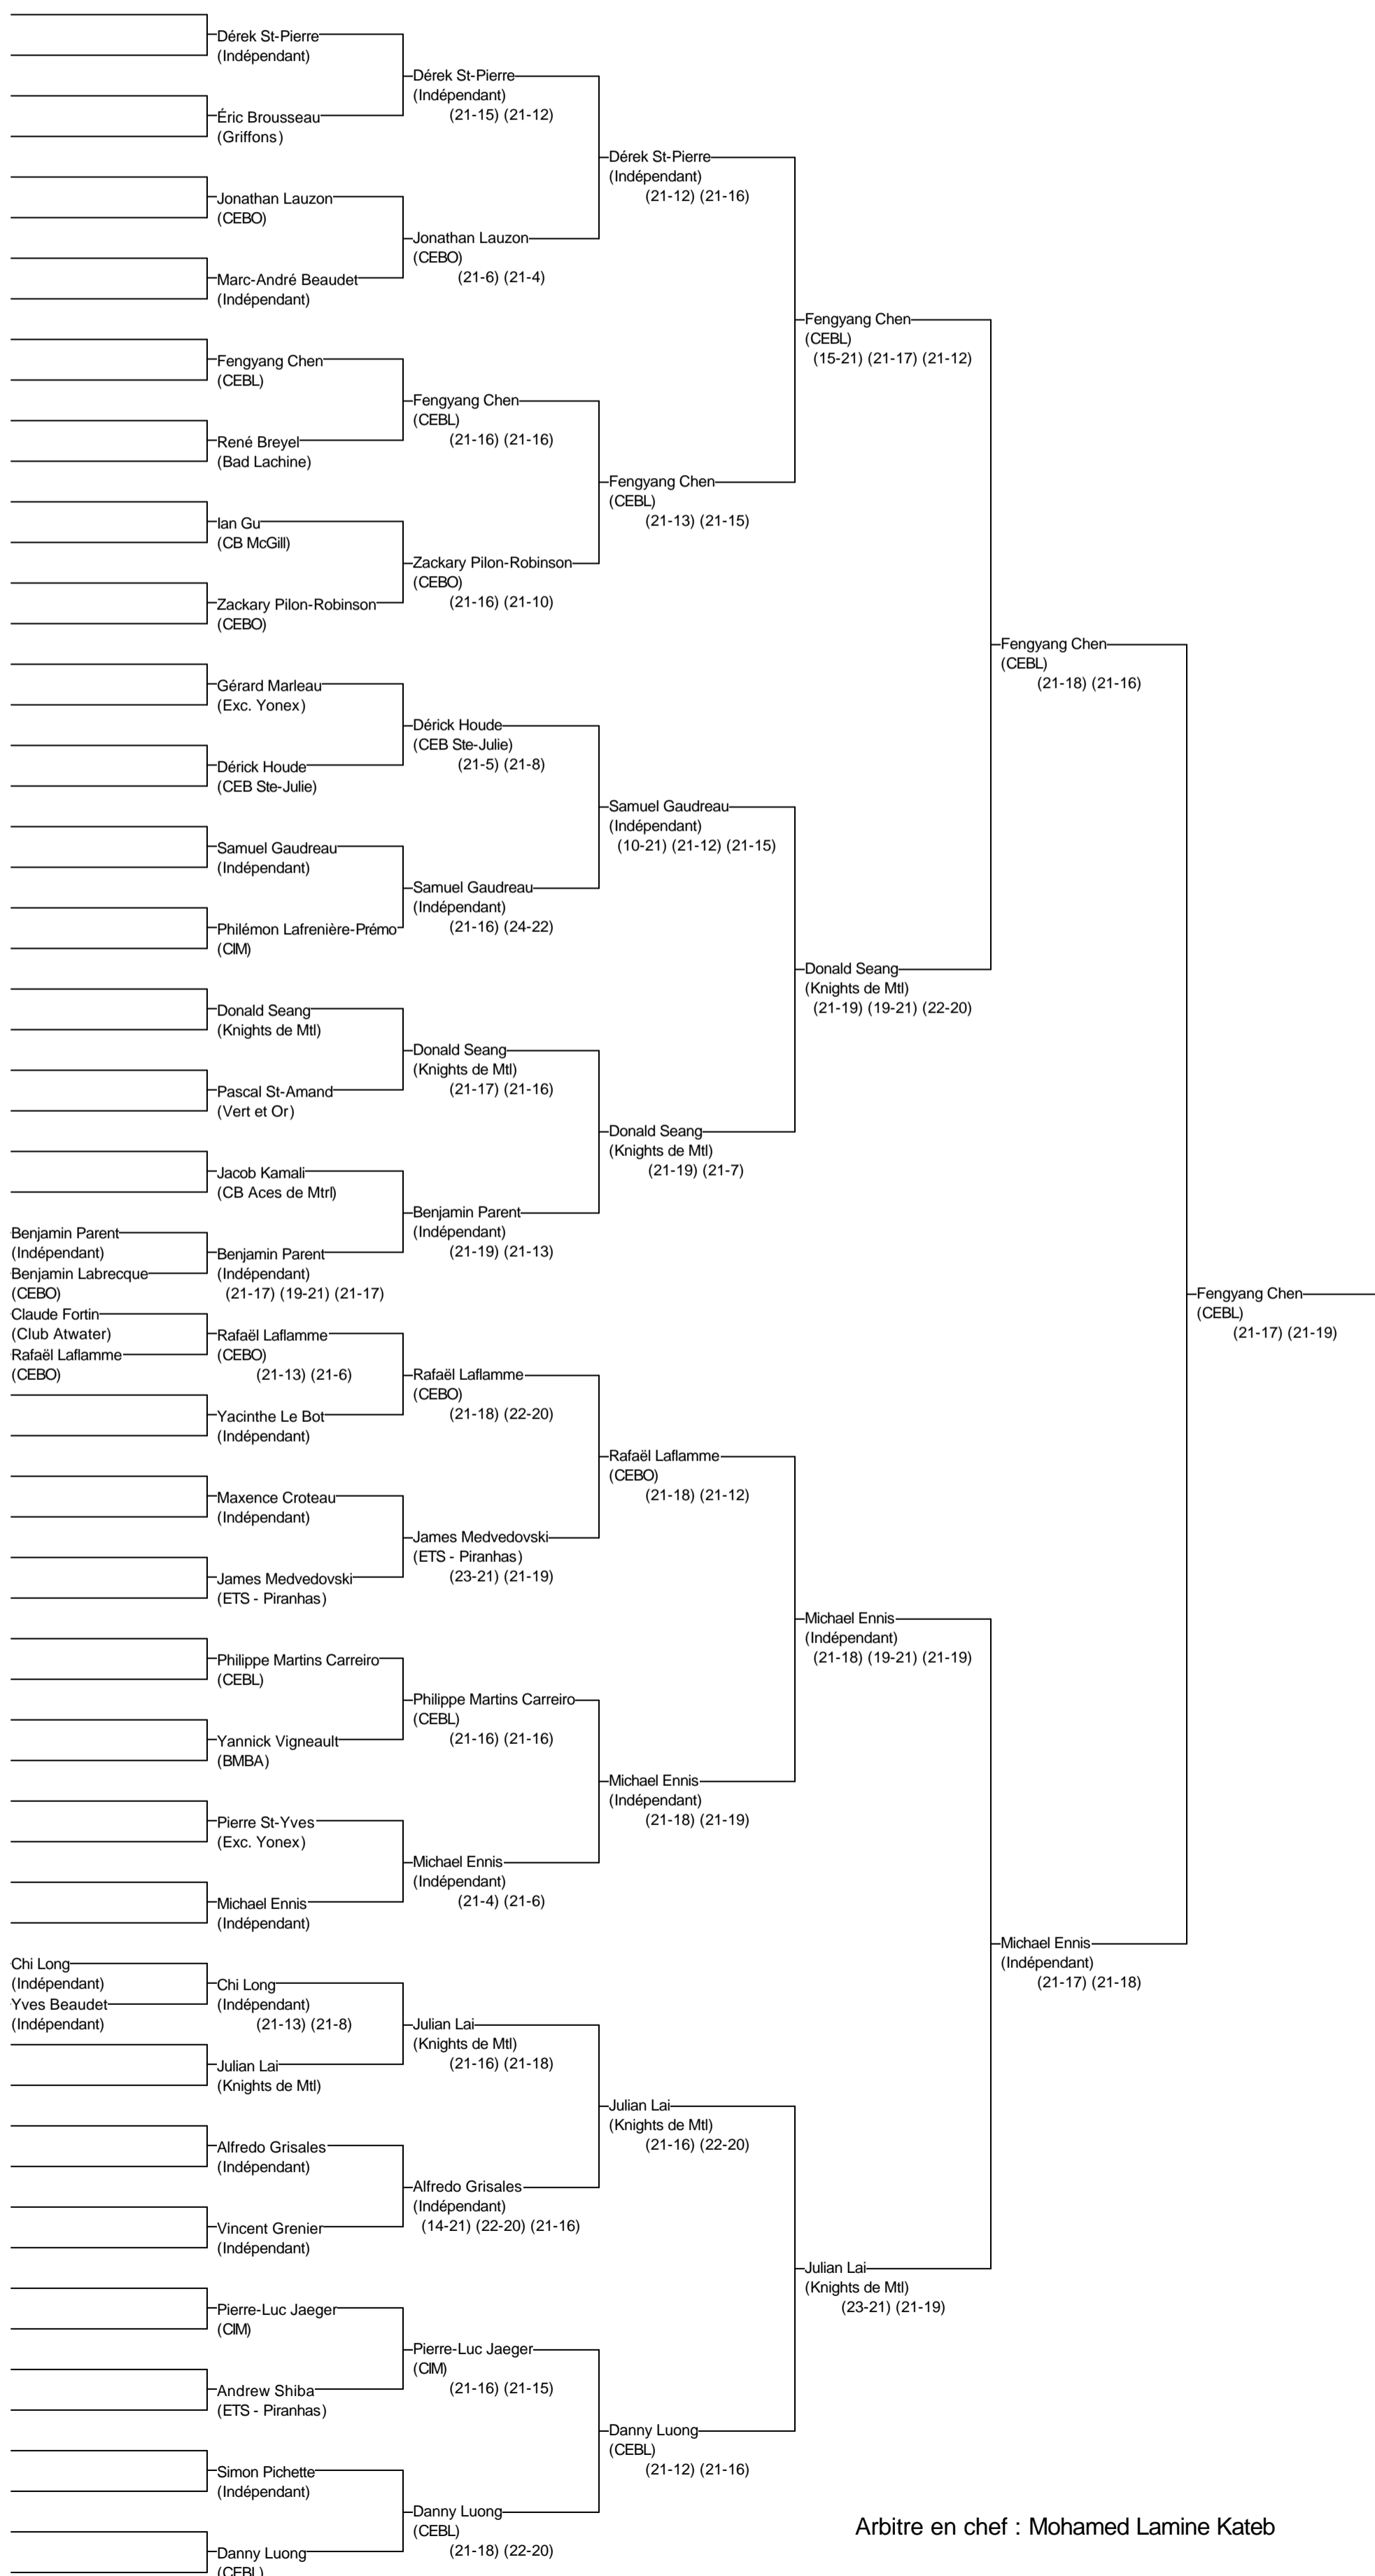 Dérek St-Pierre
(Indépendant)
Éric Brousseau
(Griffons)
Jonathan Lauzon
(CEBO)
Marc-André Beaudet
(Indépendant)
Fengyang Chen
(CEBL)
René Breyel
(Bad Lachine)
Ian Gu
(CB McGill)
Zackary Pilon-Robinson
(CEBO)
Gérard Marleau
(Exc. Yonex)
Dérick Houde
(CEB Ste-Julie)
Samuel Gaudreau
(Indépendant)
Philémon Lafrenière-Prémo
(CIM)
Donald Seang
(Knights de Mtl)
Pascal St-Amand
(Vert et Or)
Jacob Kamali
(CB Aces de Mtrl)
Benjamin Parent
(Indépendant)
Benjamin Labrecque
(CEBO)
Benjamin Parent
(Indépendant)
(21-17) (19-21) (21-17)
Claude Fortin
(Club Atwater)
Rafaël Laflamme
(CEBO)
Rafaël Laflamme
(CEBO)
(21-13) (21-6)
Yacinthe Le Bot
(Indépendant)
Maxence Croteau
(Indépendant)
James Medvedovski
(ETS - Piranhas)
Philippe Martins Carreiro
(CEBL)
Yannick Vigneault
(BMBA)
Pierre St-Yves
(Exc. Yonex)
Michael Ennis
(Indépendant)
Chi Long
(Indépendant)
Yves Beaudet
(Indépendant)
Chi Long
(Indépendant)
(21-13) (21-8)
Julian Lai
(Knights de Mtl)
Alfredo Grisales
(Indépendant)
Vincent Grenier
(Indépendant)
Pierre-Luc Jaeger
(CIM)
Andrew Shiba
(ETS - Piranhas)
Simon Pichette
(Indépendant)
Danny Luong
(CEBL)
Dérek St-Pierre
(Indépendant)
(21-15) (21-12)
Jonathan Lauzon
(CEBO)
(21-6) (21-4)
Fengyang Chen
(CEBL)
(21-16) (21-16)
Zackary Pilon-Robinson
(CEBO)
(21-16) (21-10)
Dérick Houde
(CEB Ste-Julie)
(21-5) (21-8)
Samuel Gaudreau
(Indépendant)
(21-16) (24-22)
Donald Seang
(Knights de Mtl)
(21-17) (21-16)
Benjamin Parent
(Indépendant)
(21-19) (21-13)
Rafaël Laflamme
(CEBO)
(21-18) (22-20)
James Medvedovski
(ETS - Piranhas)
(23-21) (21-19)
Philippe Martins Carreiro
(CEBL)
(21-16) (21-16)
Michael Ennis
(Indépendant)
(21-4) (21-6)
Julian Lai
(Knights de Mtl)
(21-16) (21-18)
Alfredo Grisales
(Indépendant)
(14-21) (22-20) (21-16)
Pierre-Luc Jaeger
(CIM)
(21-16) (21-15)
Danny Luong
(CEBL)
(21-18) (22-20)
Dérek St-Pierre
(Indépendant)
(21-12) (21-16)
Fengyang Chen
(CEBL)
(21-13) (21-15)
Samuel Gaudreau
(Indépendant)
(10-21) (21-12) (21-15)
Donald Seang
(Knights de Mtl)
(21-19) (21-7)
Rafaël Laflamme
(CEBO)
(21-18) (21-12)
Michael Ennis
(Indépendant)
(21-18) (21-19)
Julian Lai
(Knights de Mtl)
(21-16) (22-20)
Danny Luong
(CEBL)
(21-12) (21-16)
Fengyang Chen
(CEBL)
(15-21) (21-17) (21-12)
Donald Seang
(Knights de Mtl)
(21-19) (19-21) (22-20)
Michael Ennis
(Indépendant)
(21-18) (19-21) (21-19)
Julian Lai
(Knights de Mtl)
(23-21) (21-19)
Fengyang Chen
(CEBL)
(21-18) (21-16)
Michael Ennis
(Indépendant)
(21-17) (21-18)
Fengyang Chen
(CEBL)
(21-17) (21-19)
Arbitre en chef : Mohamed Lamine Kateb